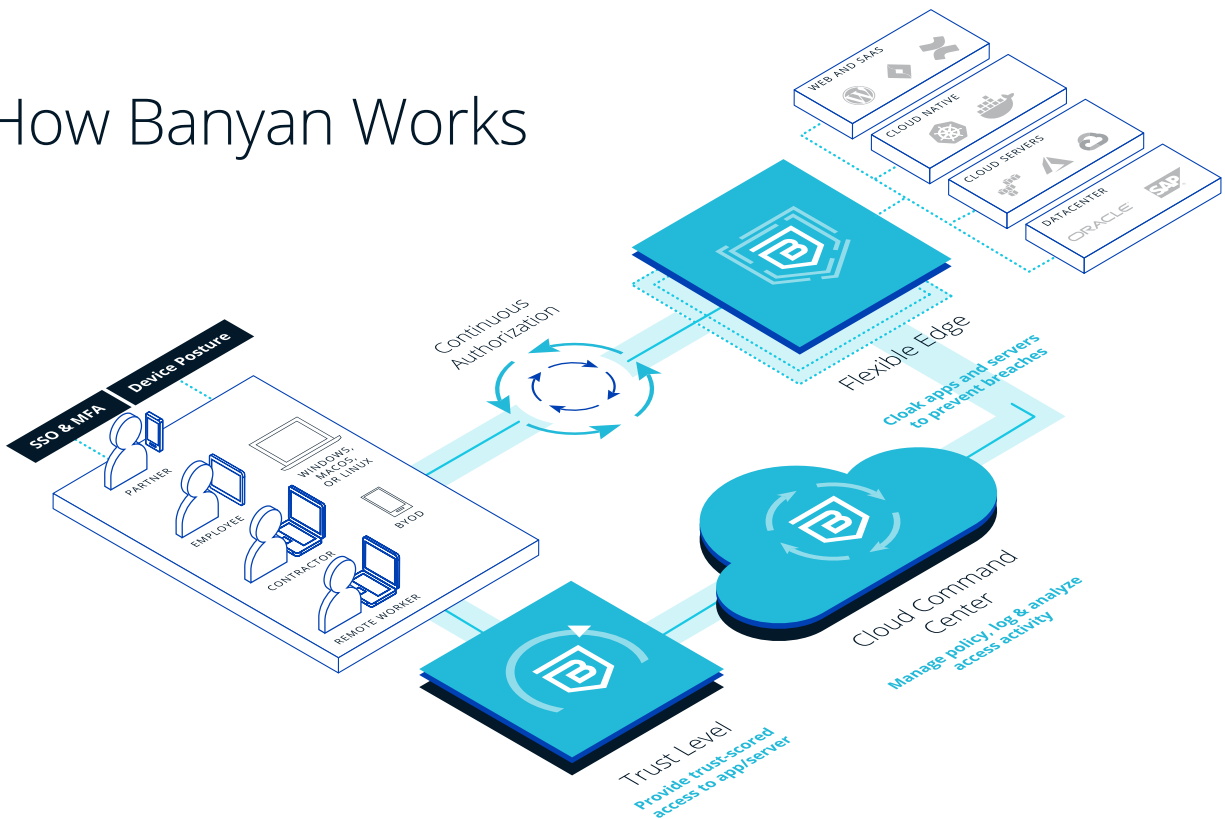 How Banyan Works
WEB AND SAAS
CLOUD NATIVE
CLOUD SERVERS
DATACENTER
ORACLE
SAP
Continuous
Authorization
Flexible Edge
Cloak apps and servers
to prevent breaches
SSO & MFA
Device Posture
PARTNER
EMPLOYEE
CONTRACTOR
REMOTE WORKER
WINDOWS,
MACOS,
OR LINUX
BYOD
Cloud Command
Center
Manage policy, log & analyze
access activity
Trust Level
Provide trust-scored
access to app/server